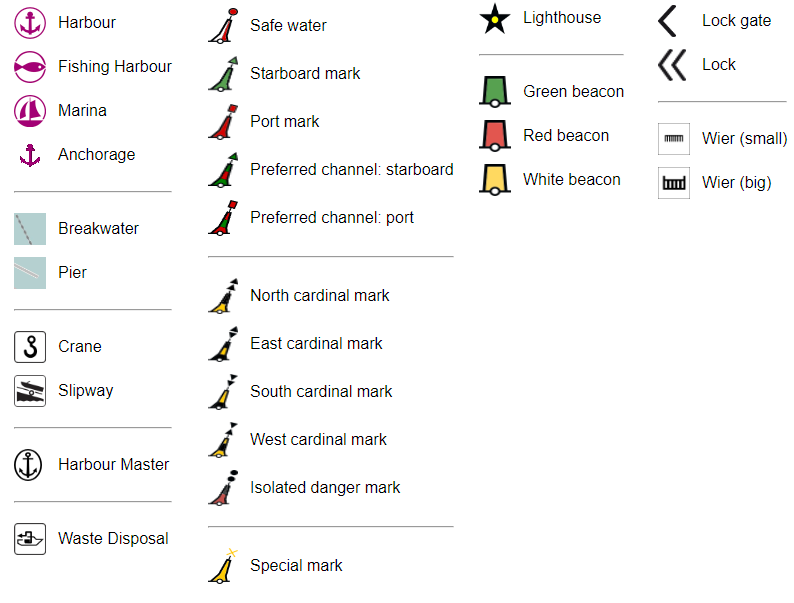 Harbour
Fishing Harbour
Marina
Anchorage
Breakwater
Pier
Crane
Slipway
Harbour Master
Waste Disposal
Safe water
Starboard mark
Port mark
Preferred channel: starboard
Preferred channel: port
North cardinal mark
East cardinal mark
South cardinal mark
West cardinal mark
Isolated danger mark
Special mark
Lighthouse
Green beacon
Red beacon
White beacon
Lock gate
Lock
Wier (small)
Wier (big)